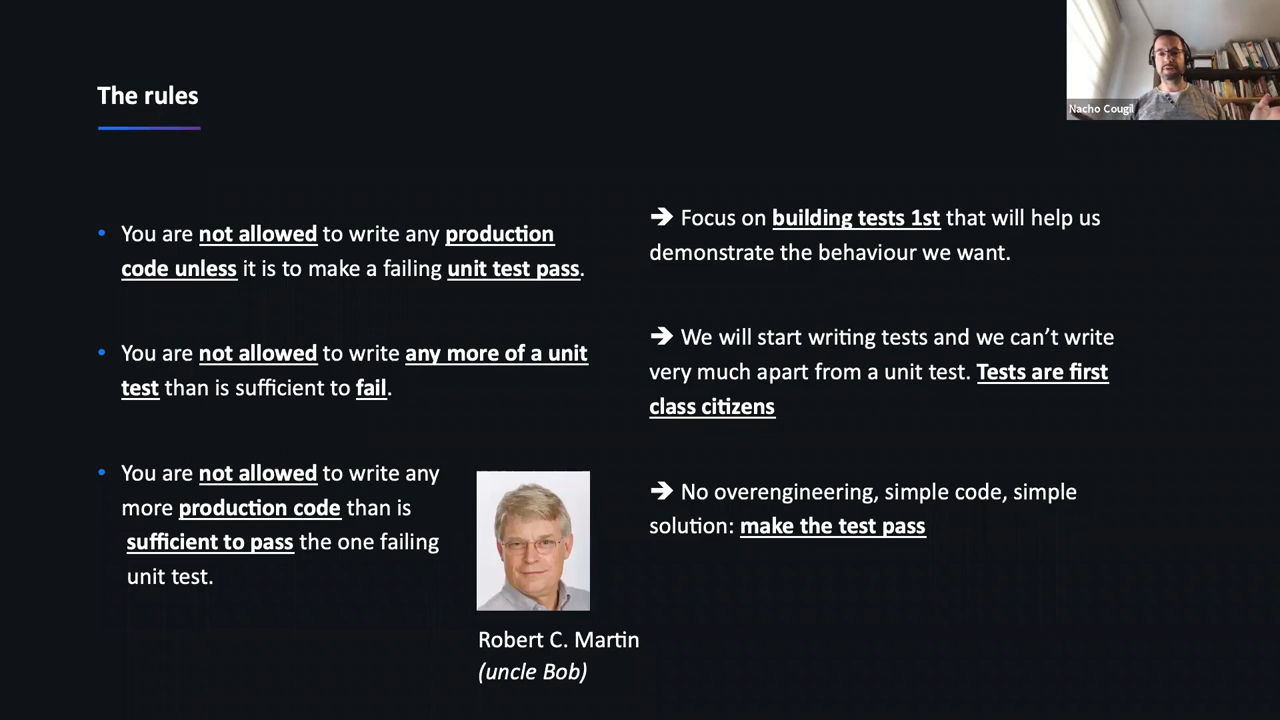 Nacho Cougil
The rules
You are not allowed to write any production
code unless it is to make a failing unit test pass.
You are not allowed to write any more of a unit
test than is sufficient to fail.
You are not allowed to write any
more production code than is
sufficient to pass the one failing
unit test.
Robert C. Martin
(uncle Bob)
➔ Focus on building tests 1st that will help us
demonstrate the behaviour we want.
➔ We will start writing tests and we can’t write
very much apart from a unit test. Tests are first
class citizens
➔ No overengineering, simple code, simple
solution: make the test pass